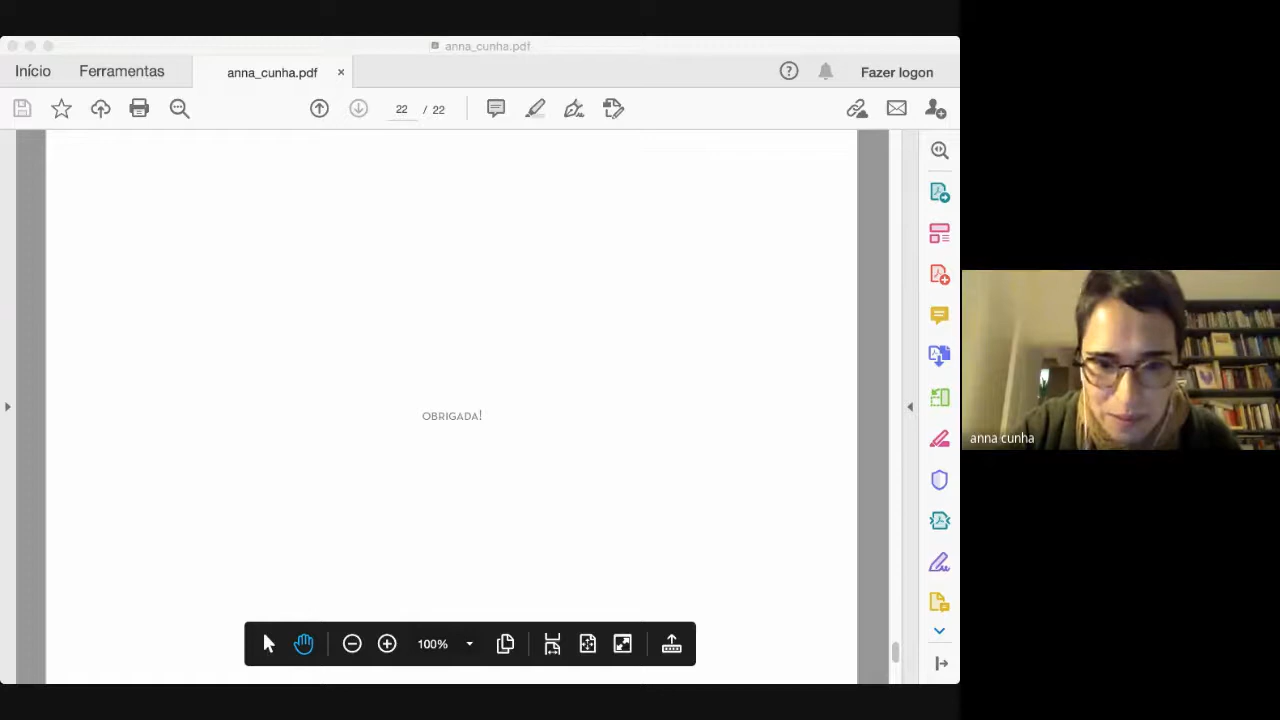 anna_cunha.pdf
Início
Ferramentas
anna_cunha.pdf
Fazer logon
22 / 22
OBRIGADA!
anna cunha
100%